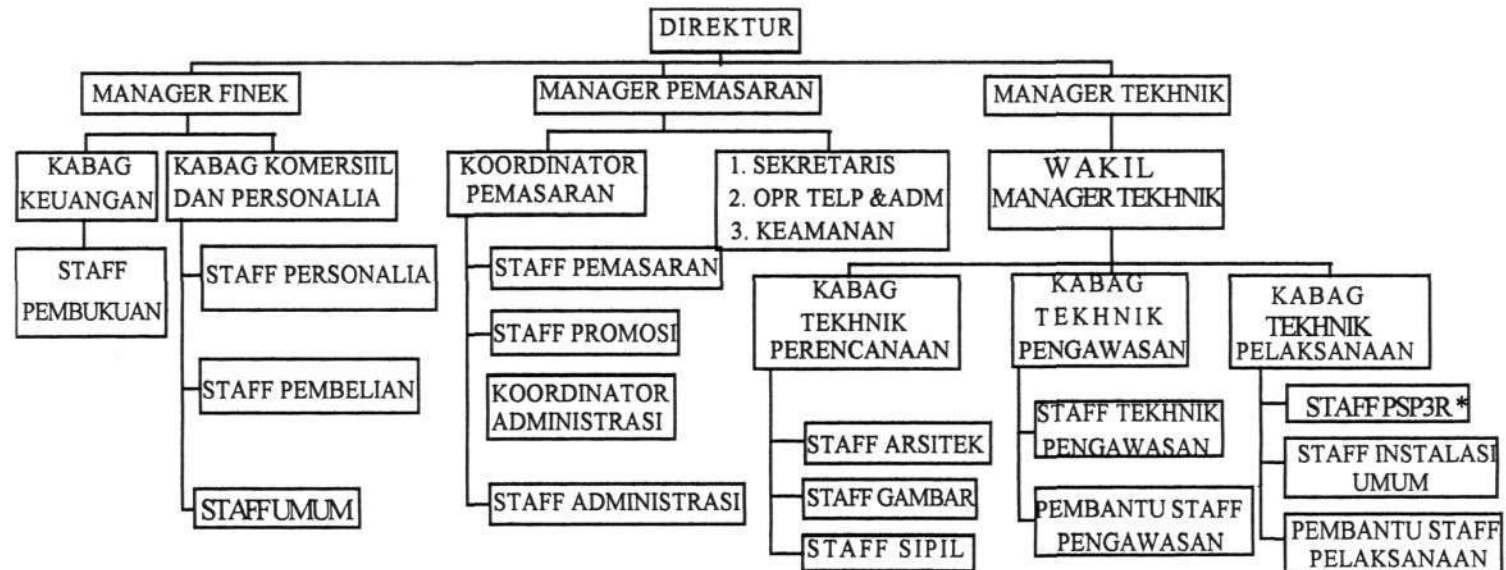 DIREKTUR
MANAGER FINEK
MANAGER PEMASARAN
MANAGER TEKHNIK
KABAG
KEUANGAN
KABAG KOMERSIIL
DAN PERSONALIA
KOORDINATOR
PEMASARAN
1. SEKRETARIS
2. OPR TELP &ADM
3. KEAMANAN
WAKIL
MANAGER TEKHNIK
STAFF
PEMBUKUAN
STAFF PERSONALIA
STAFF PEMBELIAN
STAFF UMUM
STAFF PEMASARAN
STAFF PROMOSI
KOORDINATOR
ADMINISTRASI
STAFF ADMINISTRASI
KABAG
TEKHNIK
PERENCANAAN
STAFF ARSITEK
STAFF GAMBAR
STAFF SIPIL
KABAG
TEKHNIK
PENGAWASAN
STAFF TEKHNIK
PENGAWASAN
PEMBANTU STAFF
PENGAWASAN
KABAG
TEKHNIK
PELAKSANAAN
STAFF PSP3R *
STAFF INSTALASI
UMUM
PEMBANTU STAFF
PELAKSANAAN